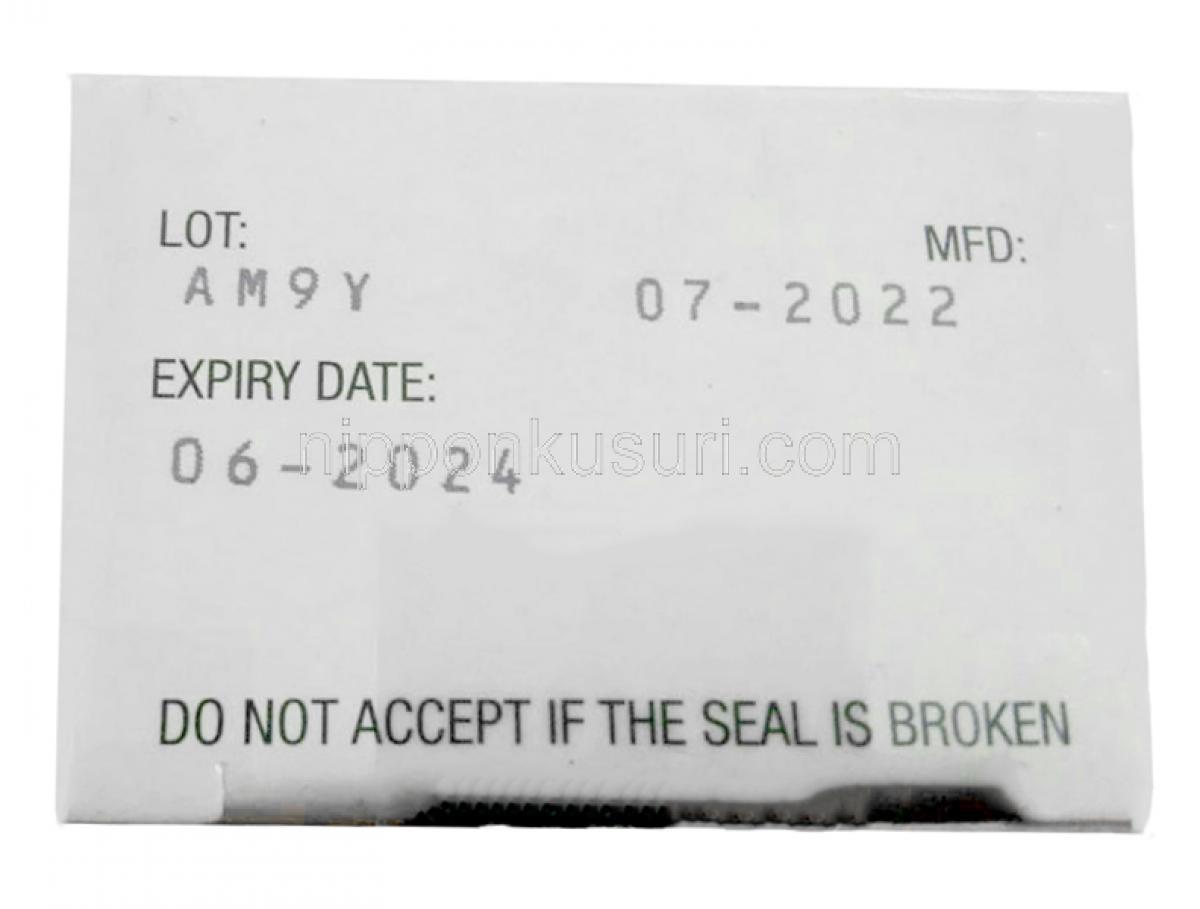 LOT:
MFD:
AM9Y
07-2022
EXPIRY DATE:
06-2024
nipponkusuri.com
DO NOT ACCEPT IF THE SEAL IS BROKEN